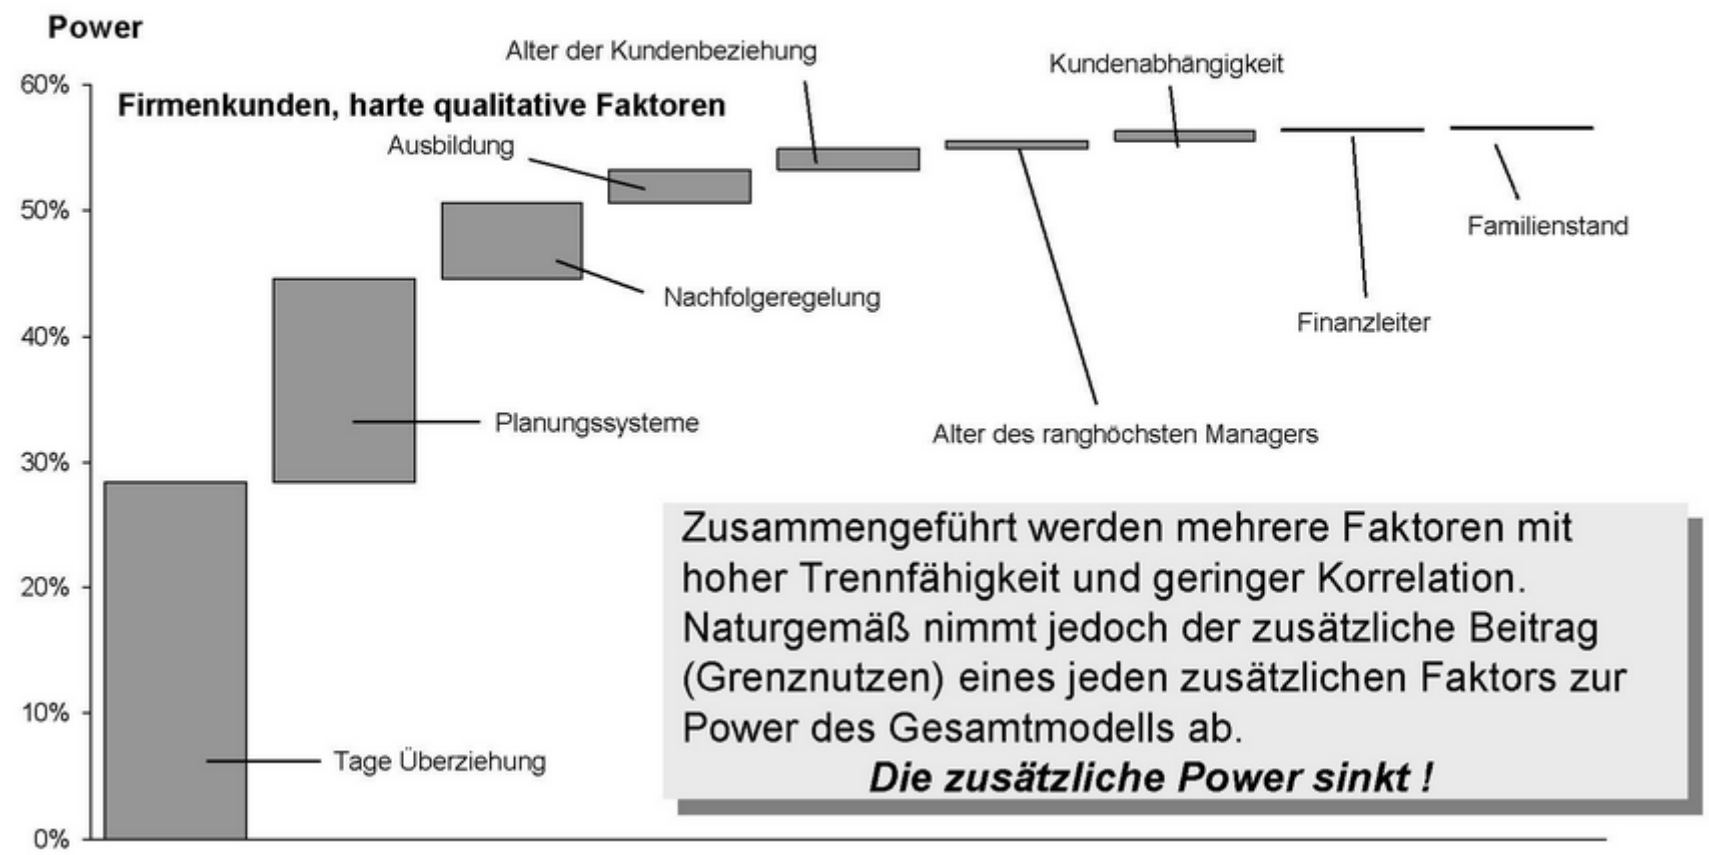 Power
Alter der Kundenbeziehung
Kundenabhängigkeit
60%
Firmenkunden, harte qualitative Faktoren
Ausbildung
50%
Familienstand
Nachfolgeregelung
Finanzleiter
40%
Planungssysteme
Alter des ranghöchsten Managers
30%
Zusammengeführt werden mehrere Faktoren mit
hoher Trennfähigkeit und geringer Korrelation.
Naturgemäß nimmt jedoch der zusätzliche Beitrag
(Grenznutzen) eines jeden zusätzlichen Faktors zur
Power des Gesamtmodells ab.
Die zusätzliche Power sinkt !
20%
10%
Tage Überziehung
0%